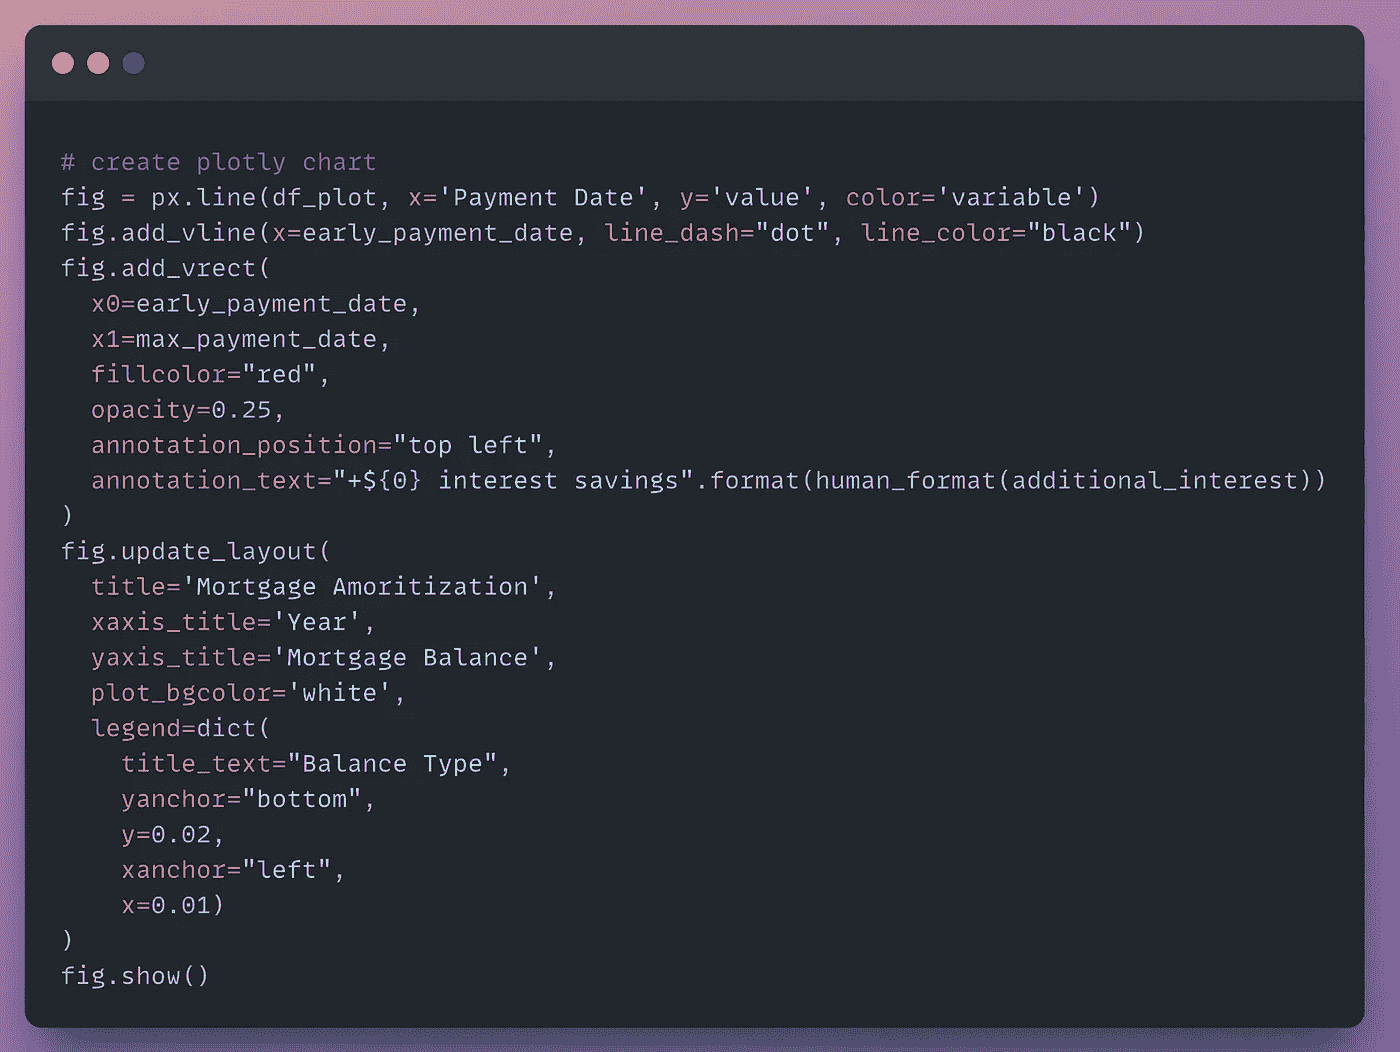 # create plotly chart
fig = px.line(df_plot, x='Payment Date', y='value', color='variable')
fig.add_vline(x=early_payment_date, line_dash="dot", line_color="black")
fig.add_vrect(
  x0=early_payment_date,
  x1=max_payment_date,
  fillcolor="red",
  opacity=0.25,
  annotation_position="top left",
  annotation_text="+${0} interest savings".format(human_format(additional_interest))
)
fig.update_layout(
  title='Mortgage Amoritization',
  xaxis_title='Year',
  yaxis_title='Mortgage Balance',
  plot_bgcolor='white',
  legend=dict(
    title_text="Balance Type",
    yanchor="bottom",
    y=0.02,
    xanchor="left",
    x=0.01)
)
fig.show()